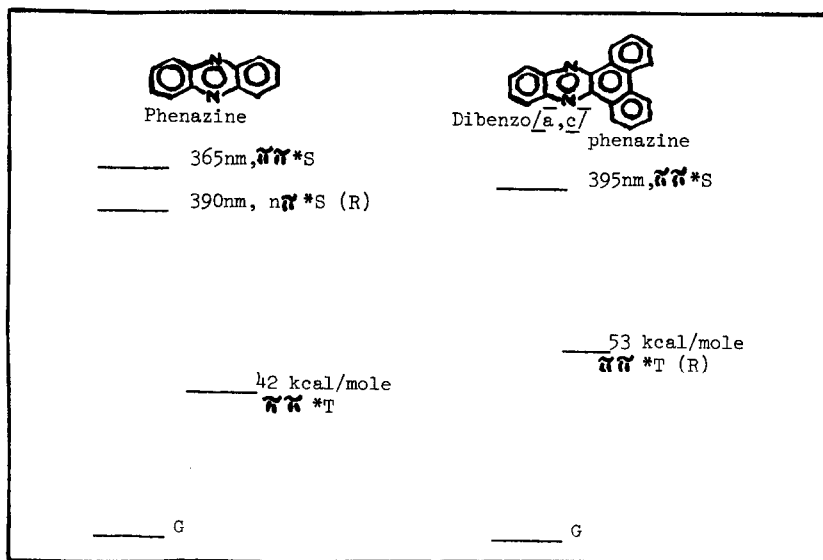 Phenazine
365nm, ππ*S
390nm, nπ*S (R)
42 kcal/mole
ππ *T
G
Dibenzo/a,c/
phenazine
395nm, ππ*S
53 kcal/mole
ππ *T (R)
G
N
N
N
N